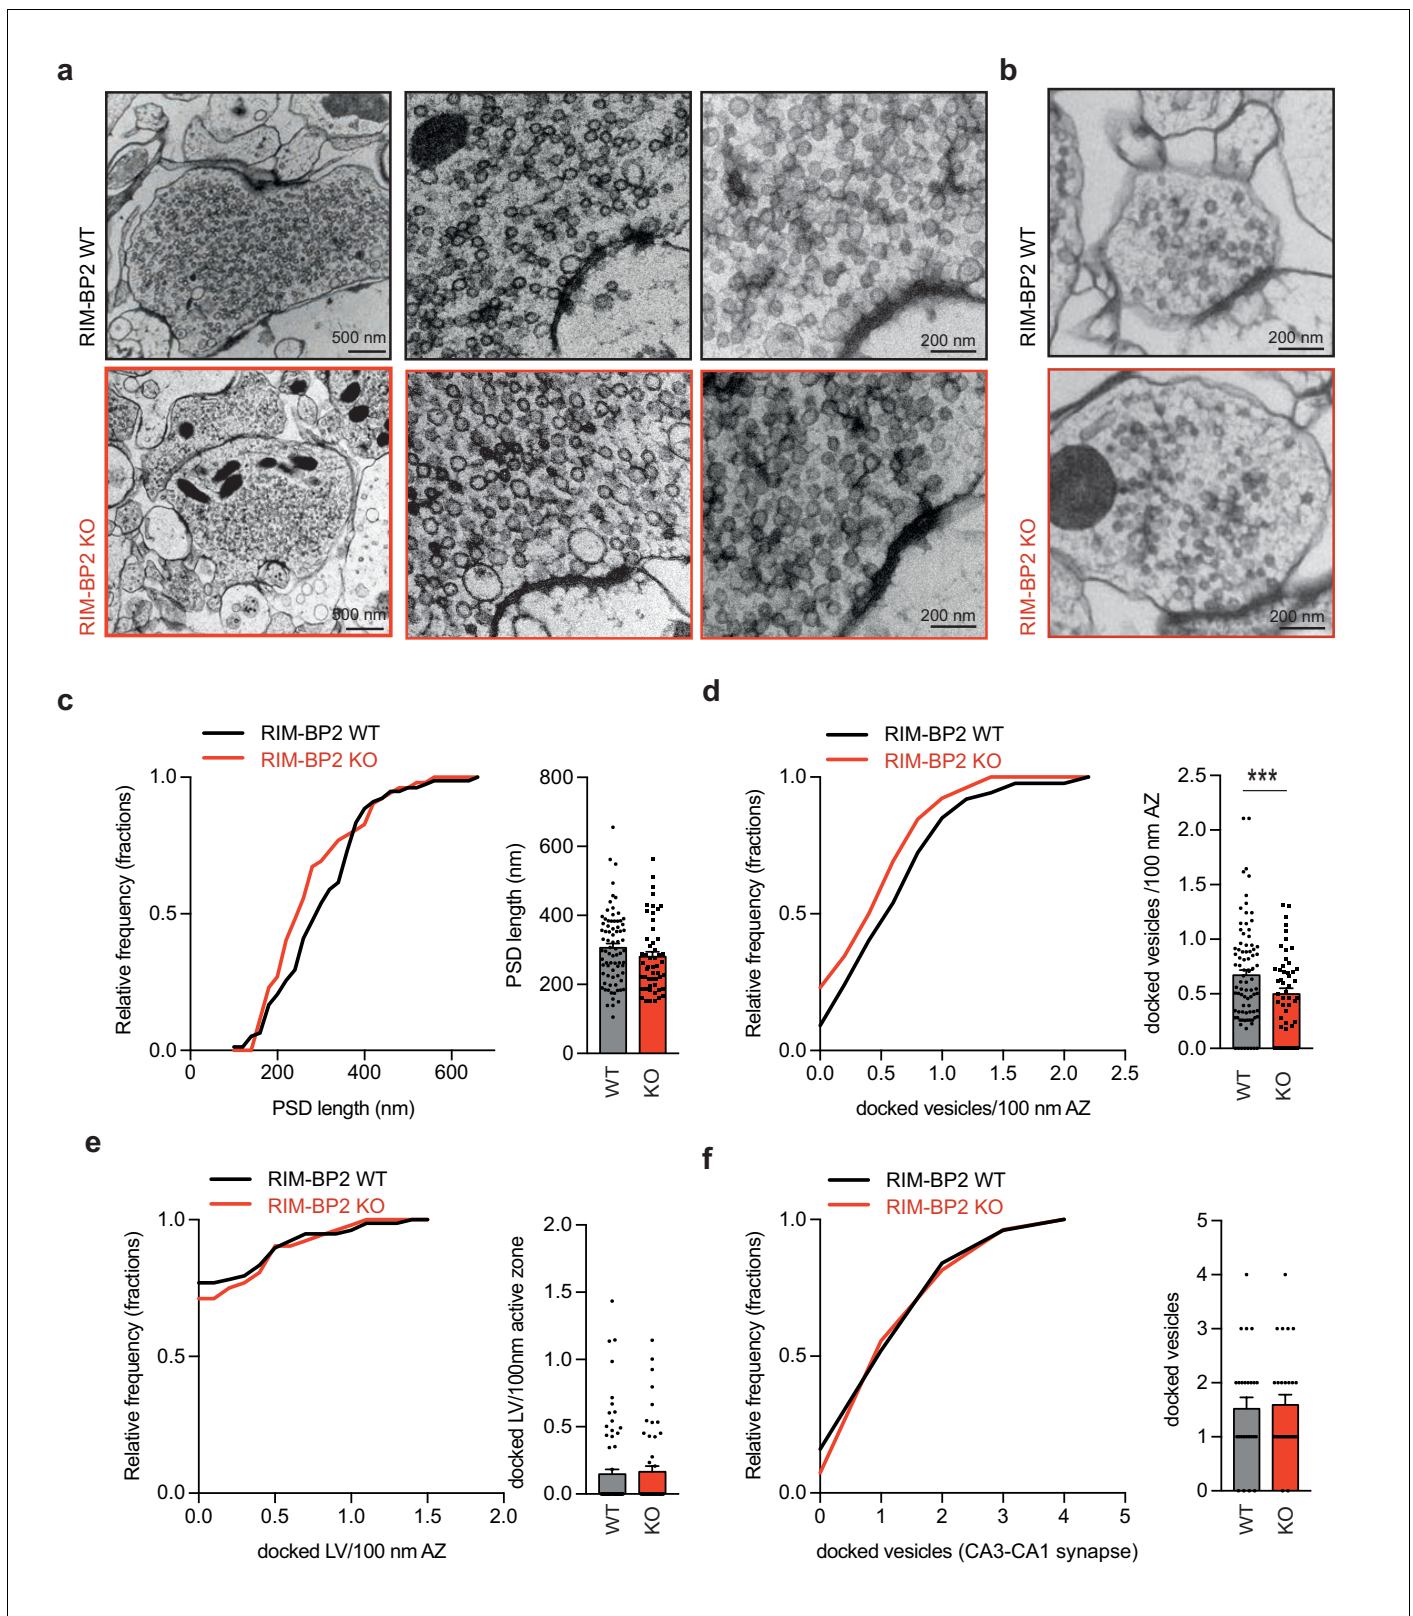 a
b
RIM-BP2 WT
500 nm
200 nm
RIM-BP2 WT
200 nm
RIM-BP2 KO
500 nm
200 nm
RIM-BP2 KO
200 nm
c
RIM-BP2 WT
RIM-BP2 KO
Relative frequency (fractions)
1.0
0.5
0.0
0 200 400 600
PSD length (nm)
PSD length (nm)
800
600
400
200
0
WT KO
d
RIM-BP2 WT
RIM-BP2 KO
Relative frequency (fractions)
1.0
0.5
0.0
0.0 0.5 1.0 1.5 2.0 2.5
docked vesicles/100 nm AZ
docked vesicles /100 nm AZ
2.5
2.0
1.5
1.0
0.5
0.0
***
WT KO
e
RIM-BP2 WT
RIM-BP2 KO
Relative frequency (fractions)
1.0
0.5
0.0
0.0 0.5 1.0 1.5 2.0
docked LV/100 nm AZ
docked LV/100nm active zone
2.0
1.5
1.0
0.5
0.0
WT KO
f
RIM-BP2 WT
RIM-BP2 KO
Relative frequency (fractions)
1.0
0.5
0.0
0 1 2 3 4 5
docked vesicles (CA3-CA1 synapse)
docked vesicles
5
4
3
2
1
0
WT KO